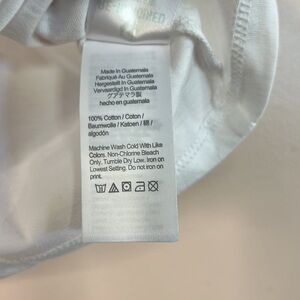 Made In Guatemala
Fabriqué Au Guatemala
Hergestellt In Guatemala
Vervaardigd In Guatemala
グアテマラ製
hecho en guatemala
100% Cotton / Coton /
Baumwolle / Katoen / 綿 /
algodón
Machine Wash Cold With Like
Colors. Non-Chlorine Bleach
Only. Tumble Dry Low. Iron on
Lowest Setting. Do not iron on
print.